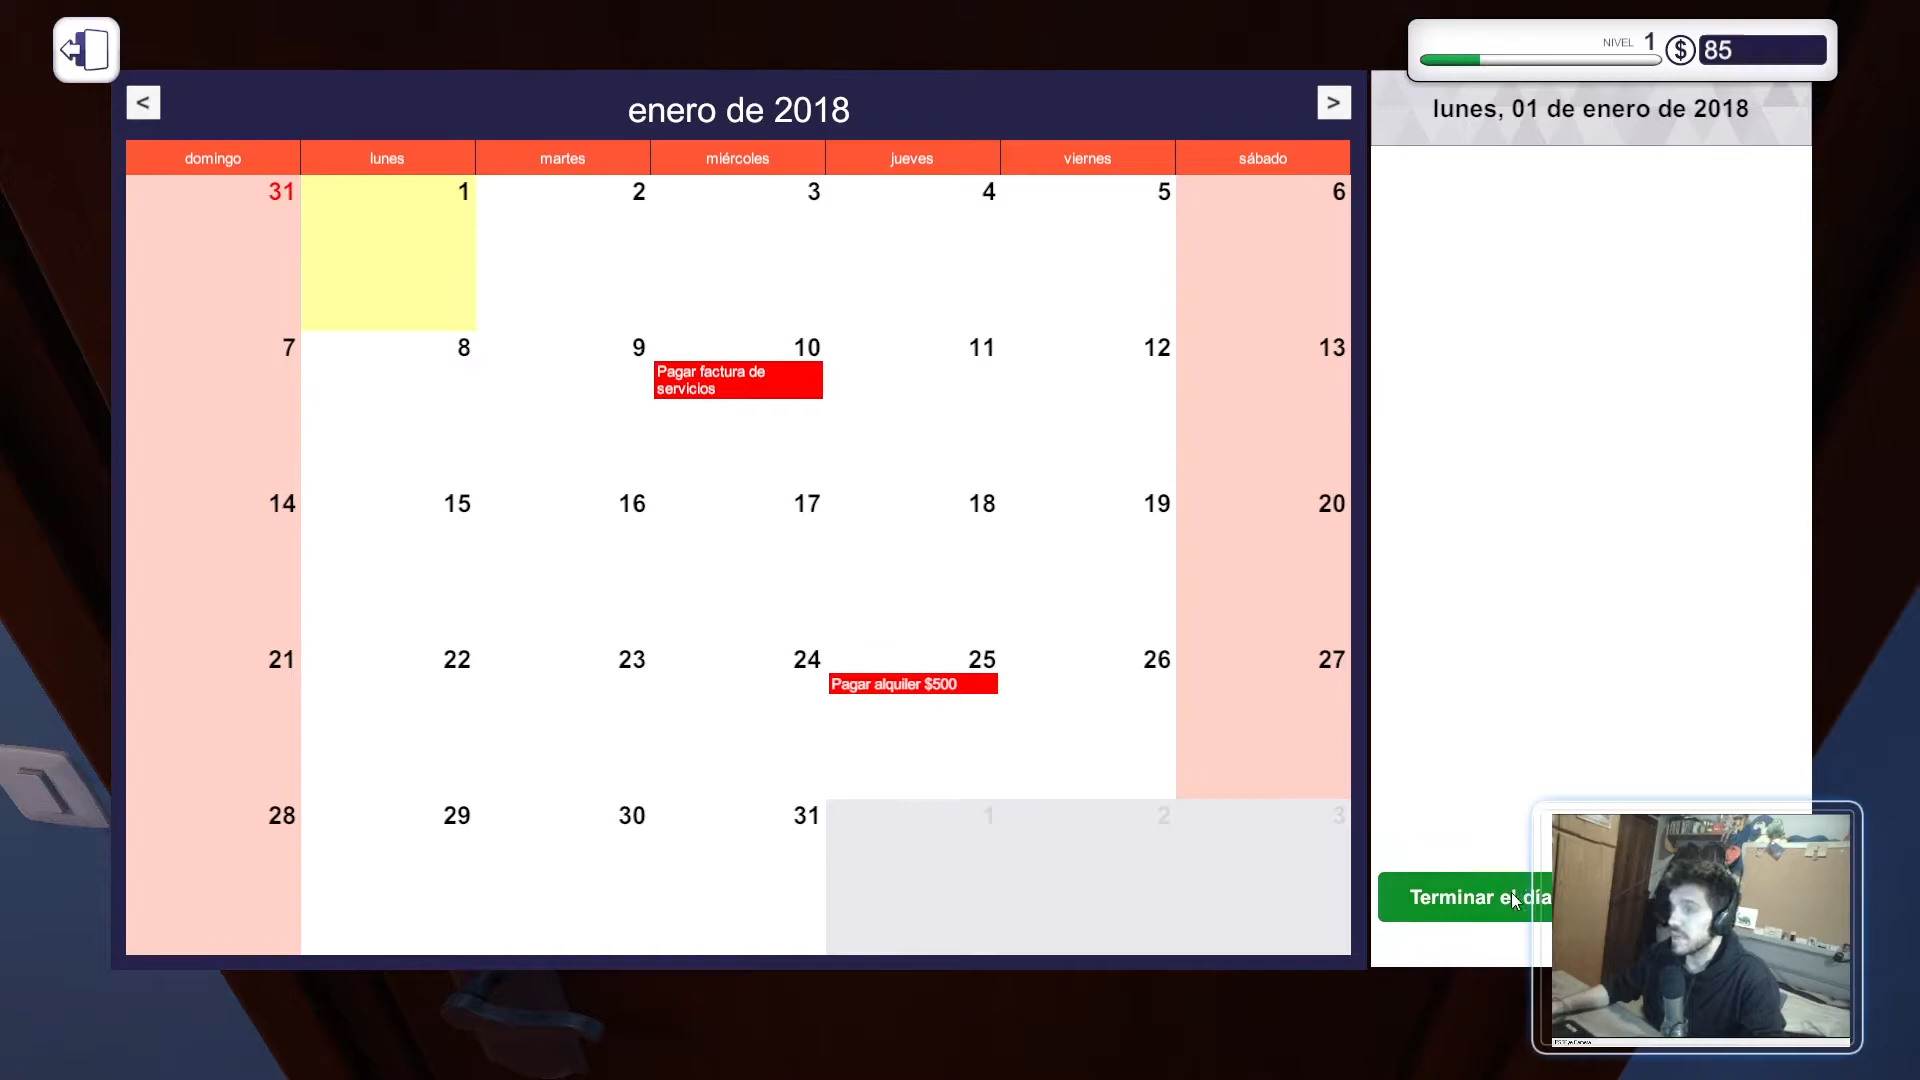 NIVEL 1 $ 85
< enero de 2018 >
lunes, 01 de enero de 2018
domingo lunes martes miércoles jueves viernes sábado
31 1 2 3 4 5 6
7 8 9 10 11 12 13
Pagar factura de
servicios
14 15 16 17 18 19 20
21 22 23 24 25 26 27
Pagar alquiler $500
28 29 30 31 1 2 3
Terminar el día